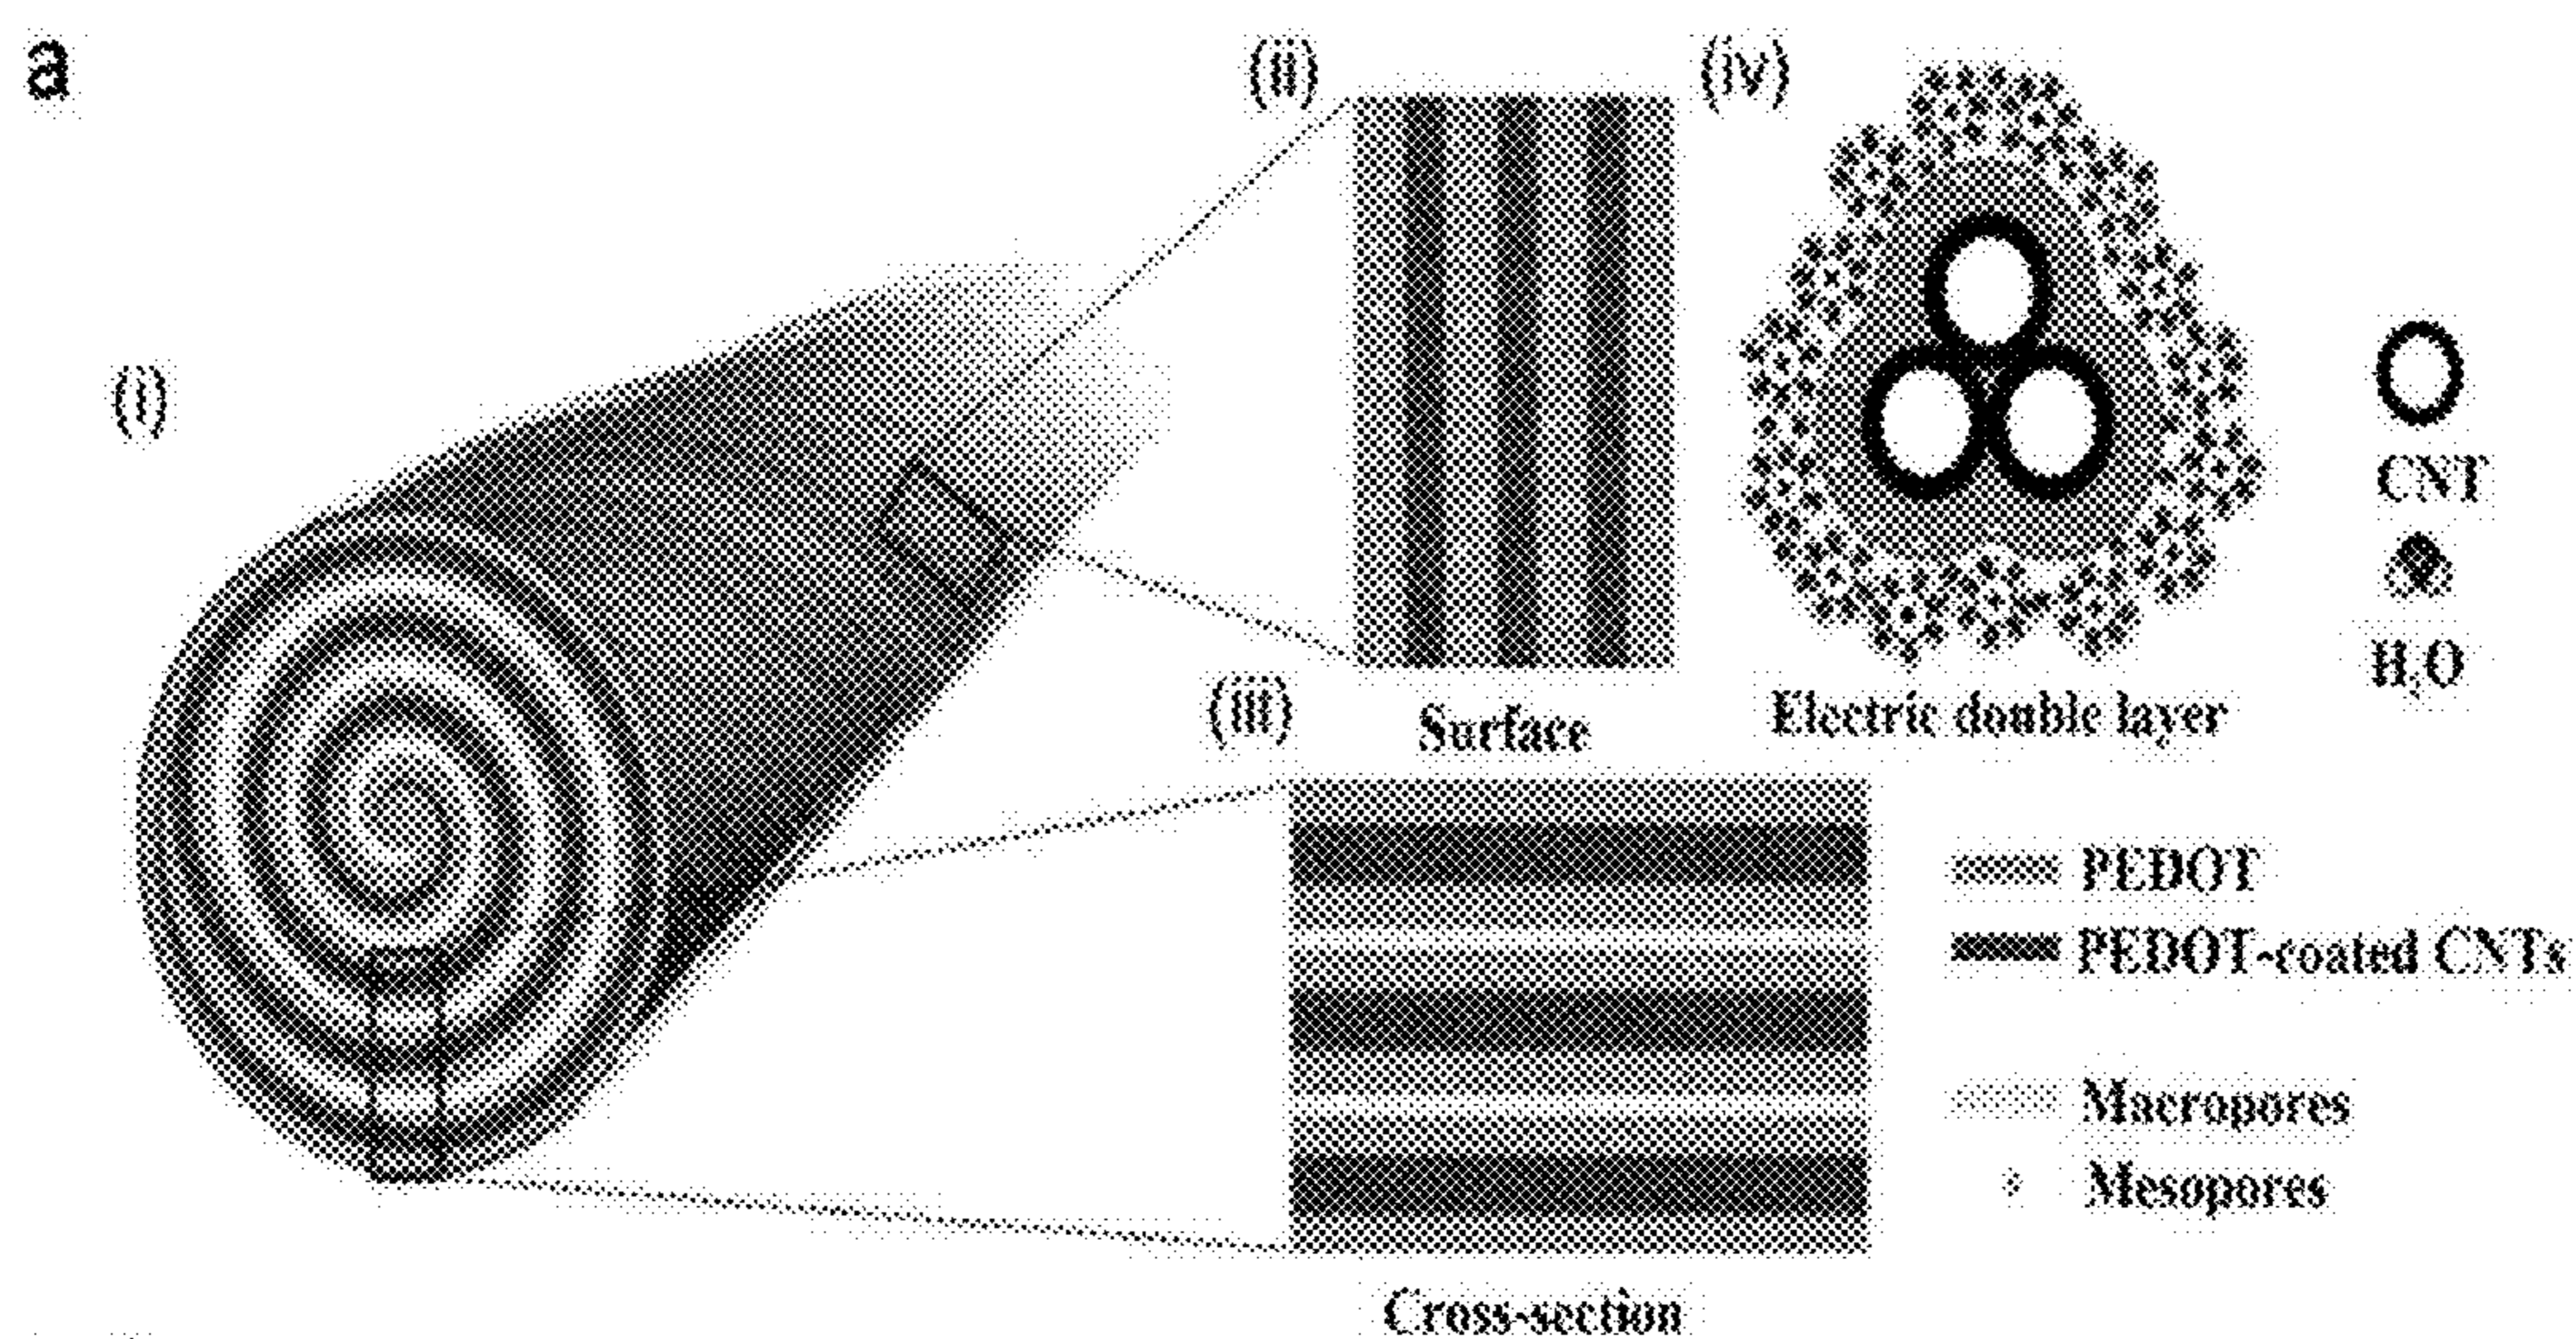 a
(i)
(ii)
Surface
(iii)
Cross-section
(iv)
Electric double layer
CNT
H₂O
PEDOT
PEDOT-coated CNTs
Macropores
Mesopores